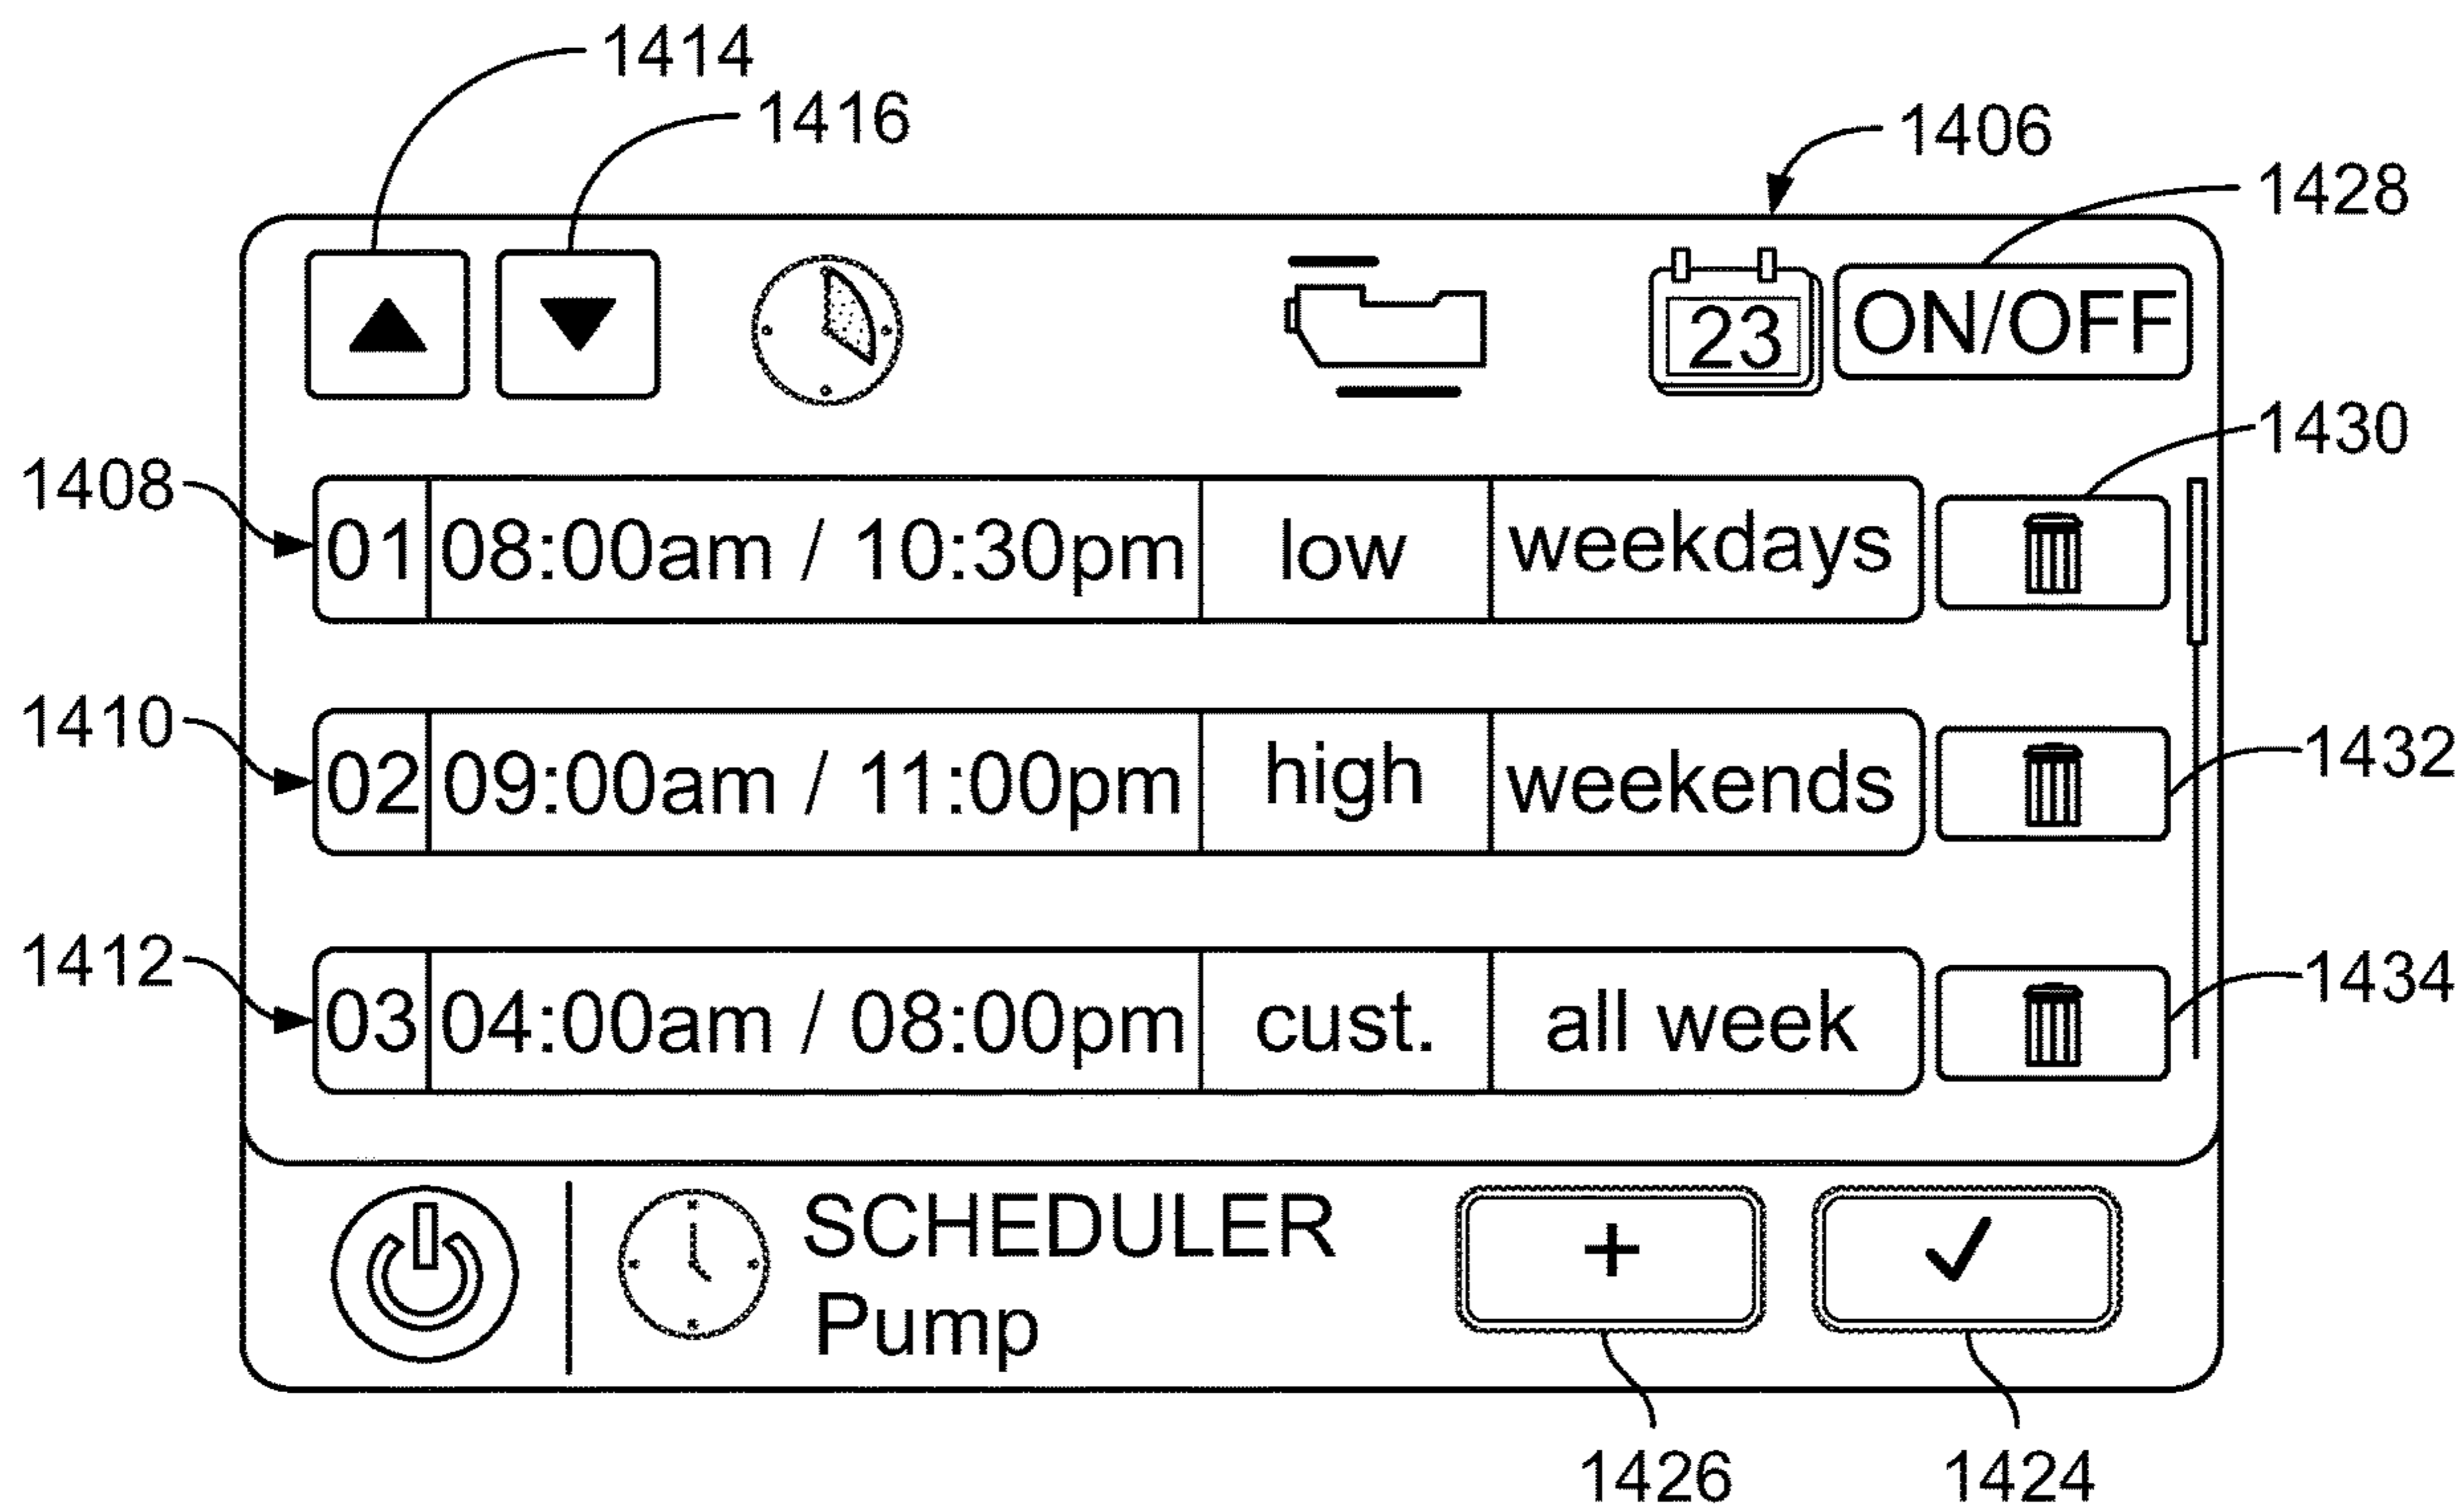 1414
1416
1406
1428
23 ON/OFF
1430
1408
01 08:00am / 10:30pm low weekdays
1410
02 09:00am / 11:00pm high weekends
1432
1412
03 04:00am / 08:00pm cust. all week
1434
SCHEDULER
Pump
1426 1424